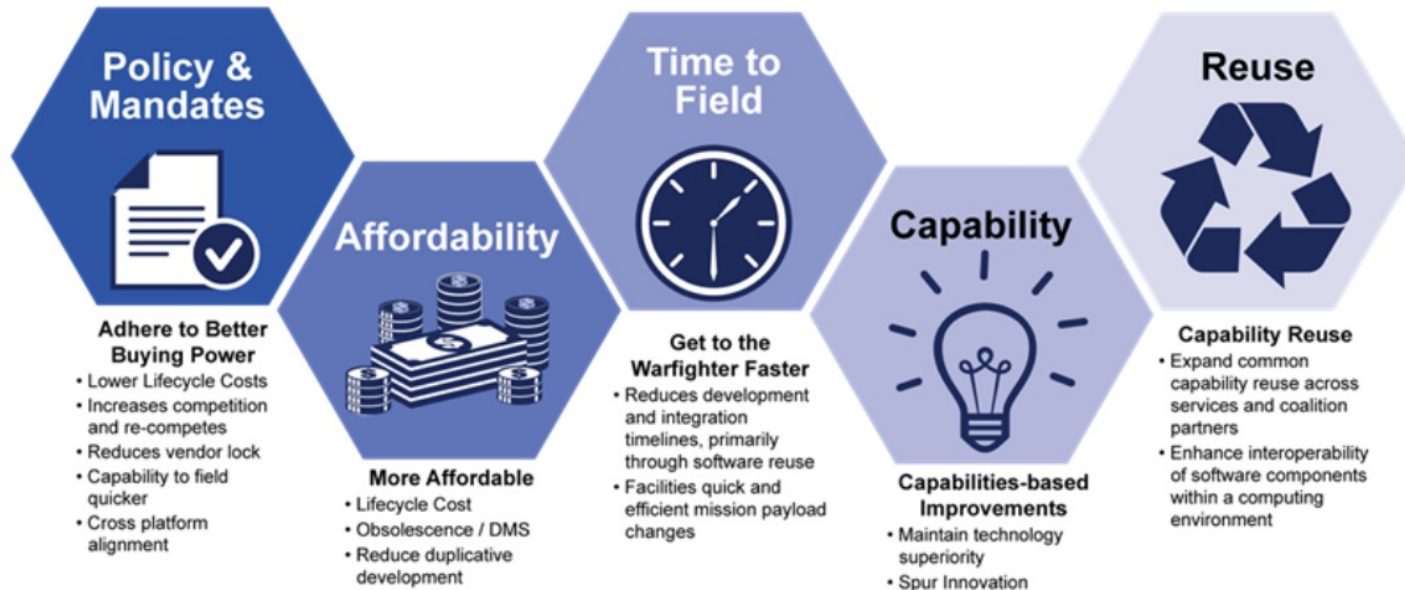 Policy &
Mandates
Adhere to Better
Buying Power
• Lower Lifecycle Costs
• Increases competition
and re-competes
• Reduces vendor lock
• Capability to field
quicker
• Cross platform
alignment
Affordability
More Affordable
• Lifecycle Cost
• Obsolescence / DMS
• Reduce duplicative
development
Time to
Field
Get to the
Warfighter Faster
• Reduces development
and integration
timelines, primarily
through software reuse
• Facilities quick and
efficient mission payload
changes
Capability
Capabilities-based
Improvements
• Maintain technology
superiority
• Spur Innovation
Reuse
Capability Reuse
• Expand common
capability reuse across
services and coalition
partners
• Enhance interoperability
of software components
within a computing
environment